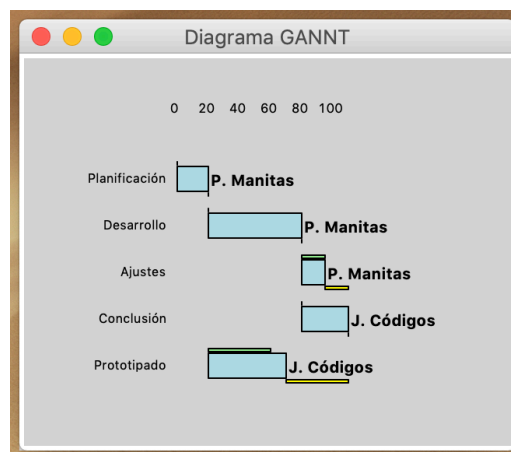 Diagrama GANNT
0 20 40 60 80 100
Planificación P. Manitas
Desarrollo P. Manitas
Ajustes P. Manitas
Conclusión J. Códigos
Prototipado J. Códigos